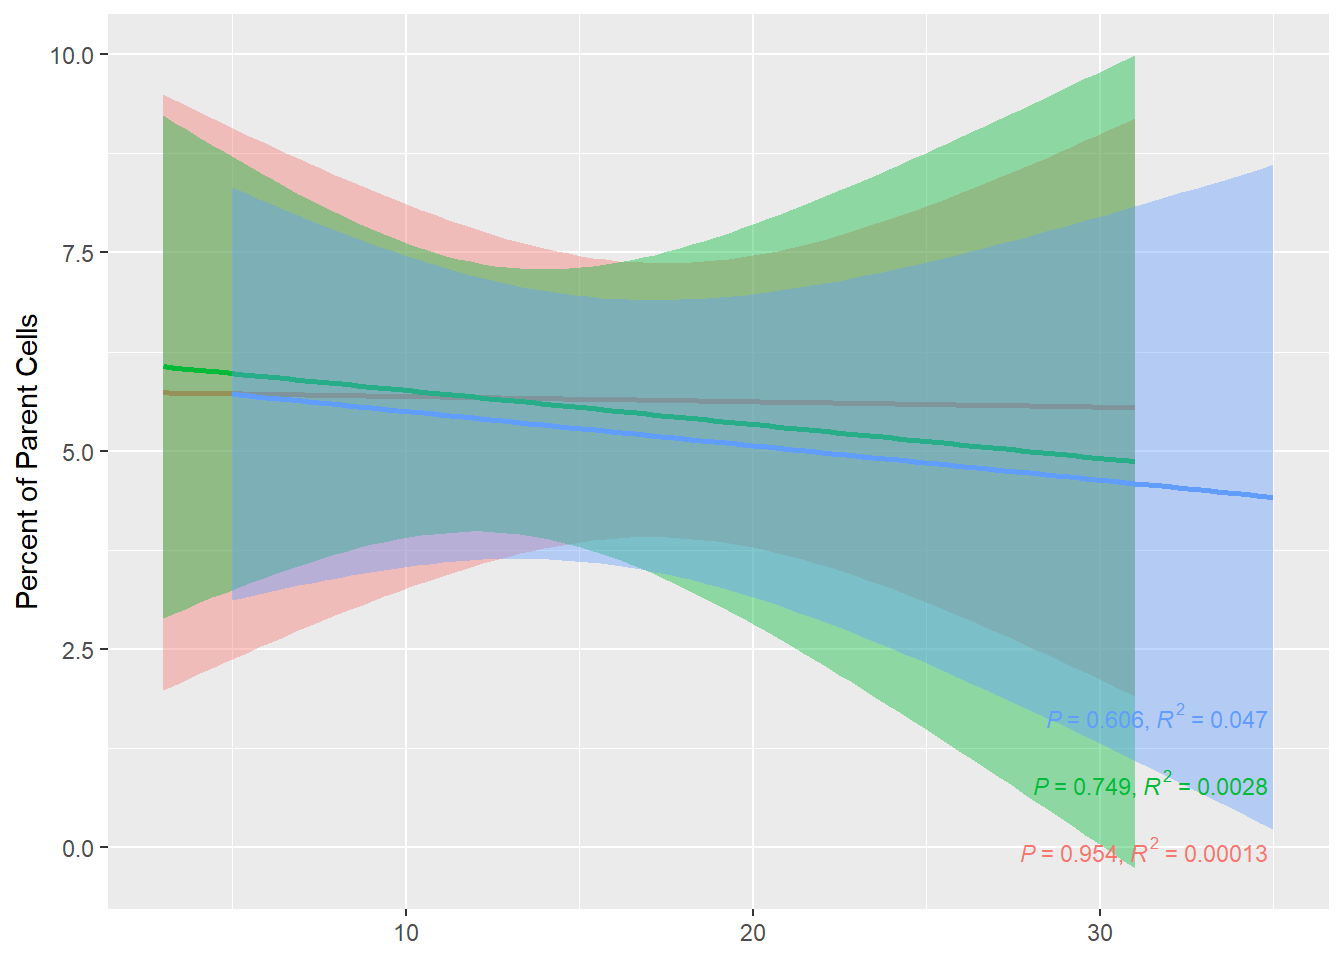 10.0
7.5
5.0
2.5
0.0
Percent of Parent Cells
P = 0.606, R² = 0.047
P = 0.749, R² = 0.0028
P = 0.954, R² = 0.00013
10 20 30